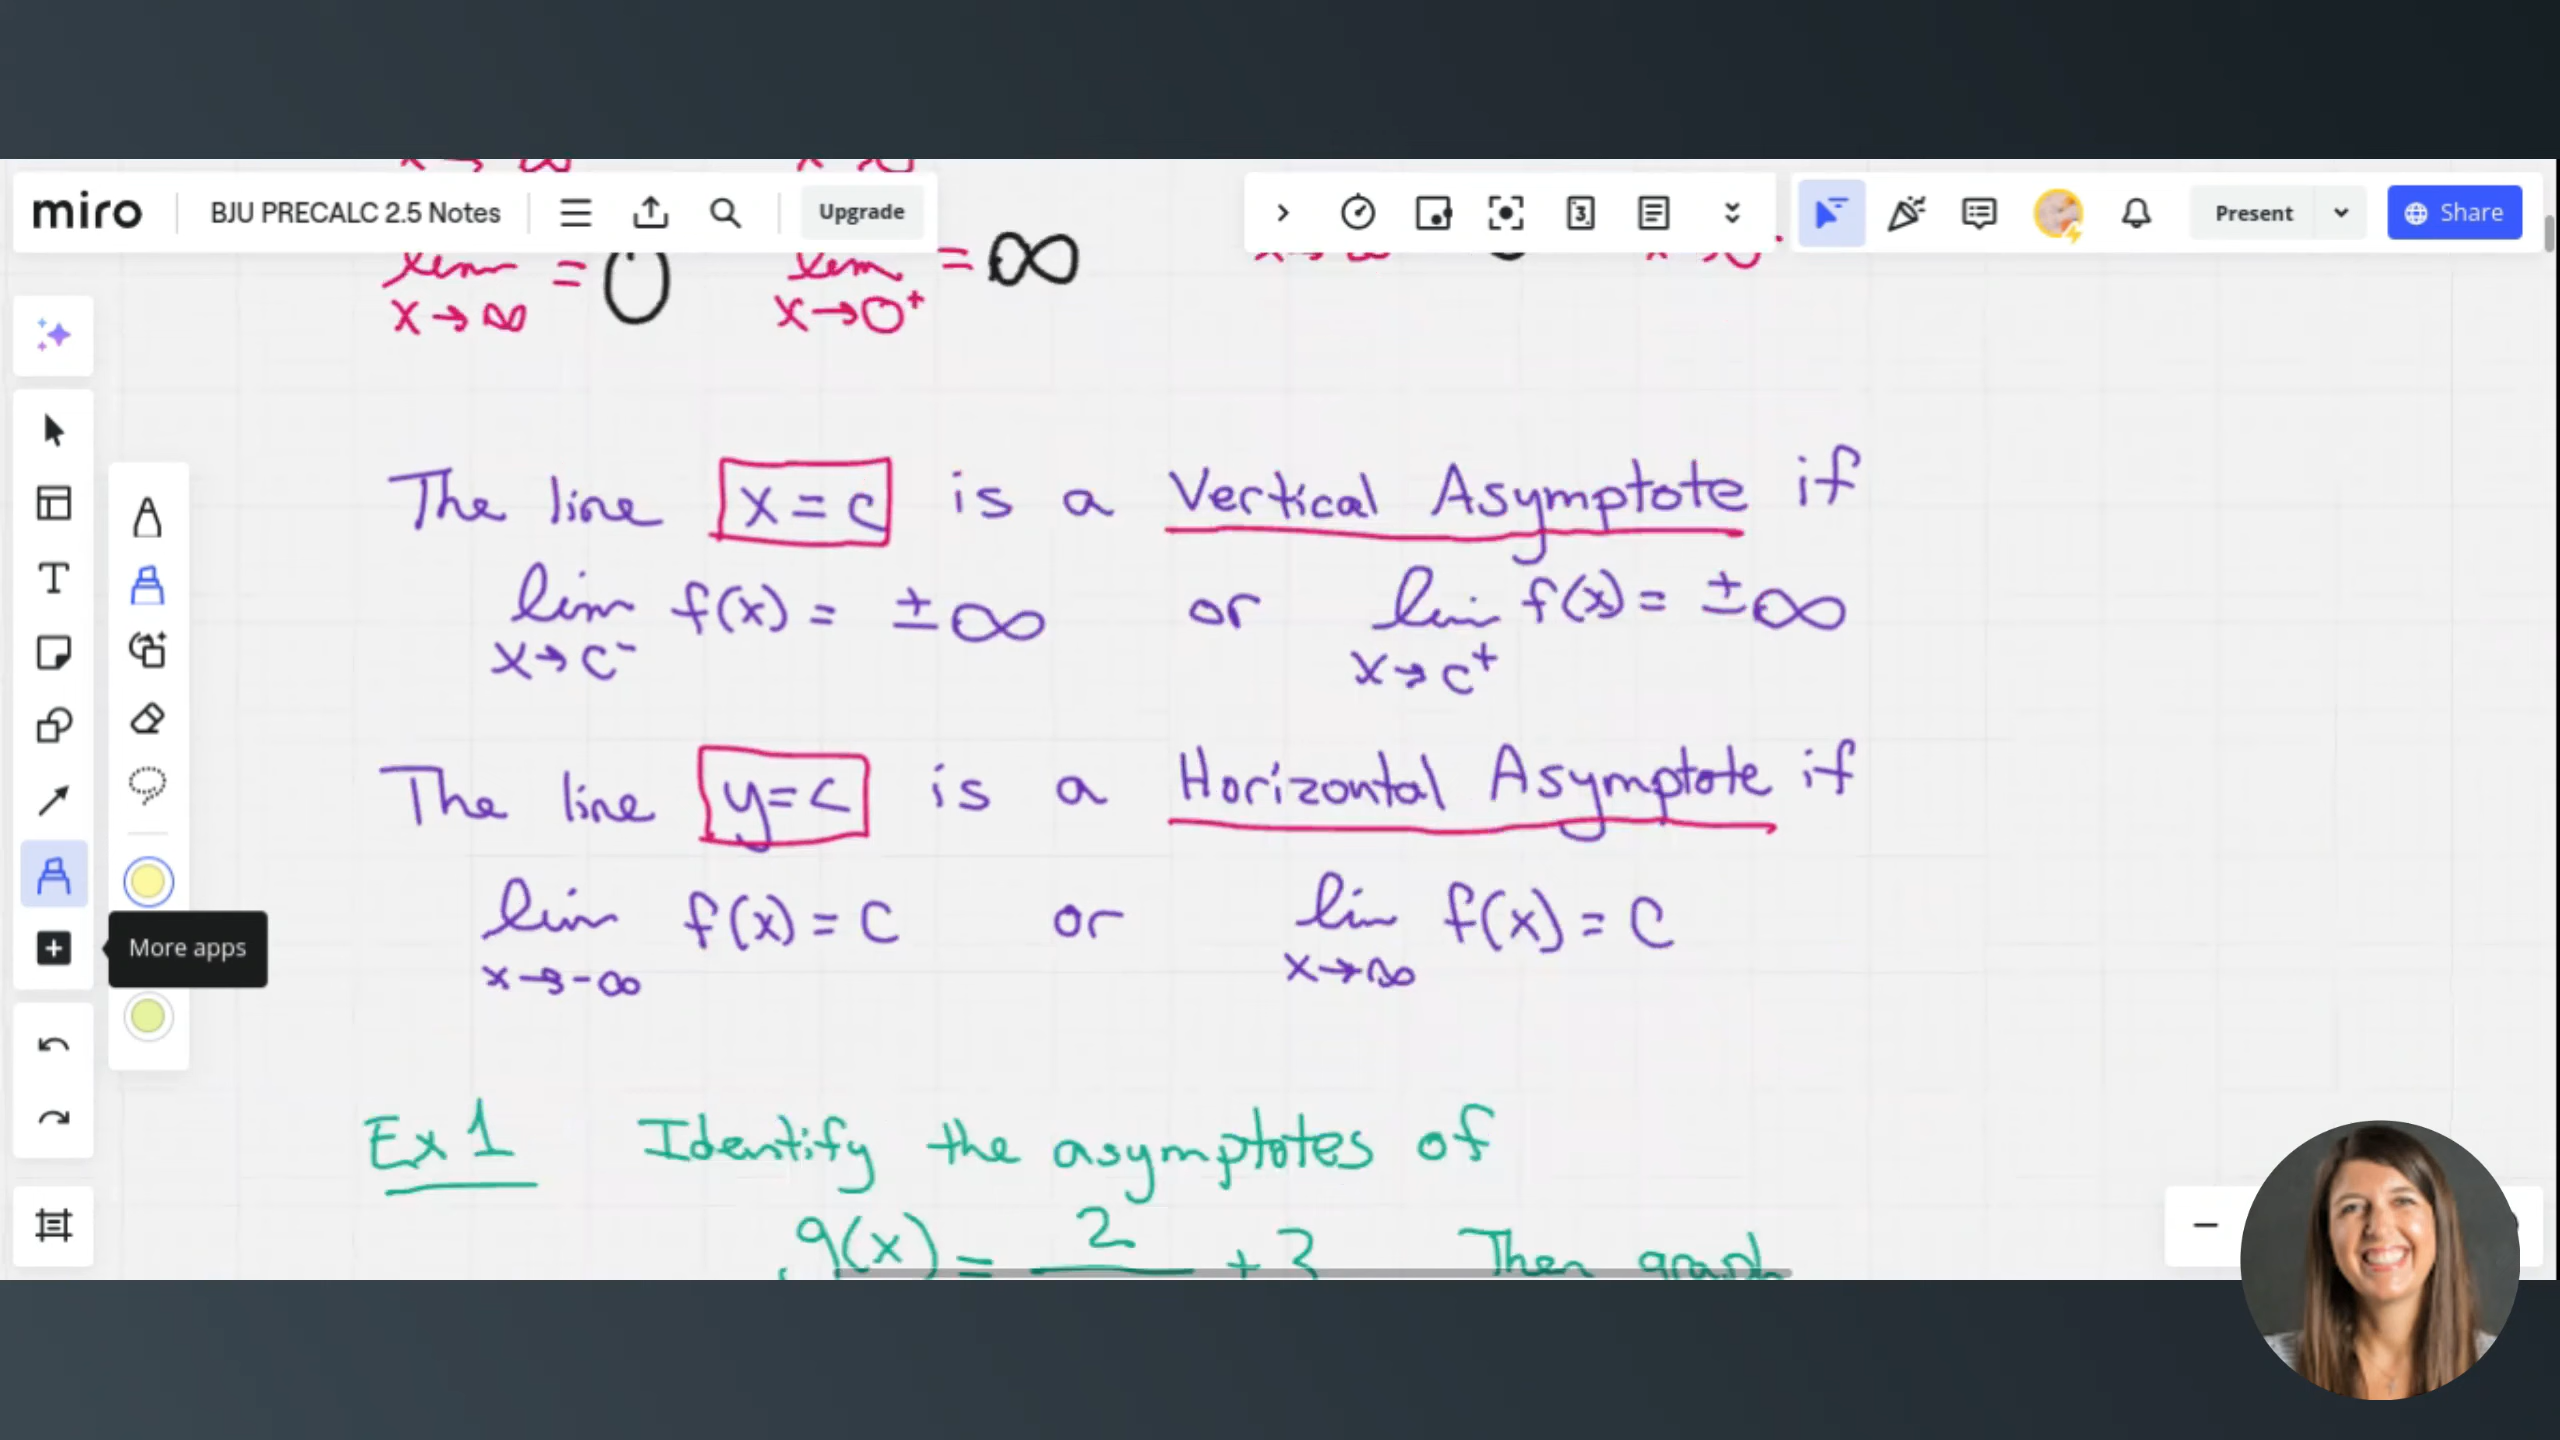 miro BJU PRECALC 2.5 Notes Upgrade 3 Present Share
lim = 0 lim = ∞
x→∞ x→0⁺
The line x = c is a Vertical Asymptote if
lim f(x) = ±∞ or lim f(x) = ±∞
x→c⁻ x→c⁺
The line y=c is a Horizontal Asymptote if
lim f(x) = C or lim f(x) = C
x→-∞ x→∞
More apps
Ex 1 Identify the asymptotes of
g(x) = 2 + 3 Then graph